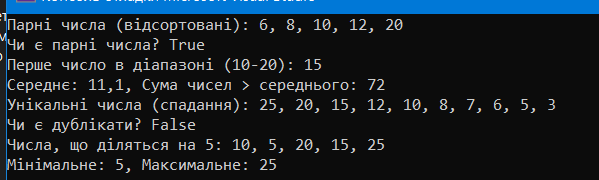 Парні числа (відсортовані): 6, 8, 10, 12, 20
Чи є парні числа? True
Перше число в діапазоні (10-20): 15
Середнє: 11,1, Сума чисел > середнього: 72
Унікальні числа (спадання): 25, 20, 15, 12, 10, 8, 7, 6, 5, 3
Чи є дублікати? False
Числа, що діляться на 5: 10, 5, 20, 15, 25
Мінімальне: 5, Максимальне: 25